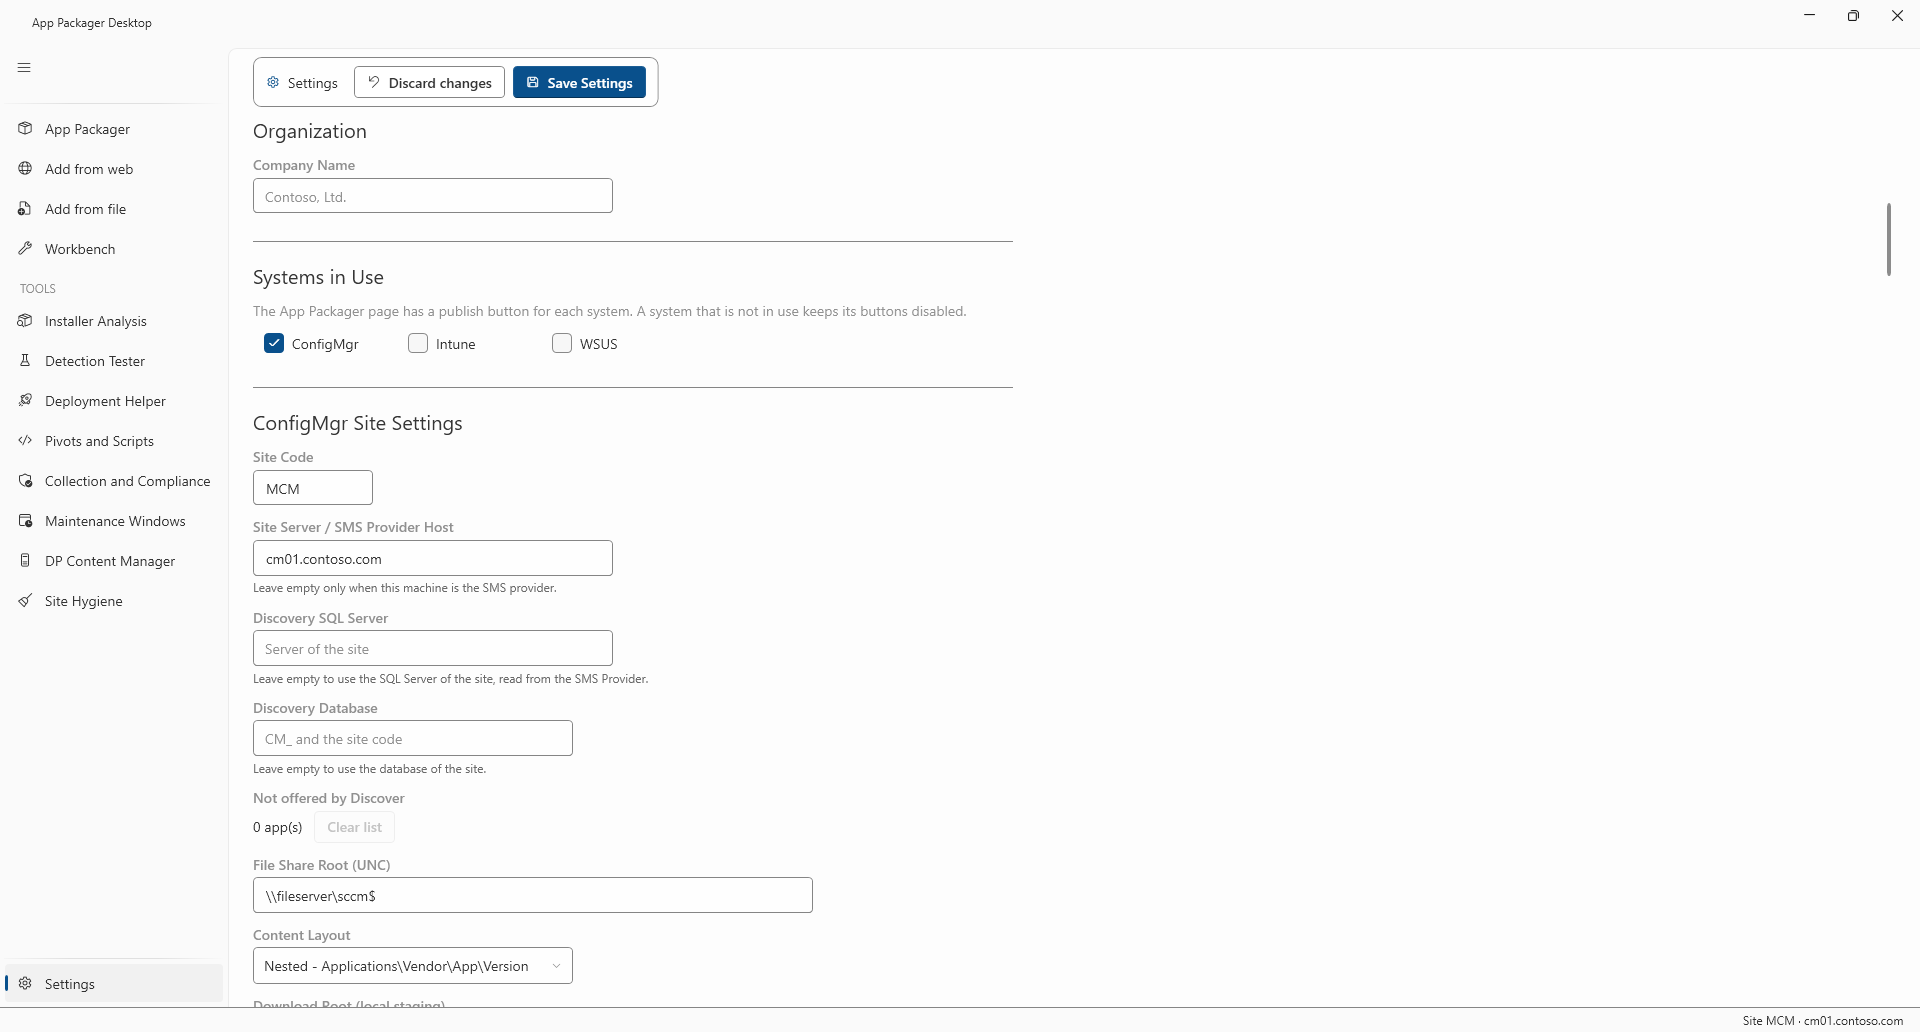 App Packager Desktop
Settings
Discard changes
Save Settings
App Packager
Add from web
Add from file
Workbench
TOOLS
Installer Analysis
Detection Tester
Deployment Helper
Pivots and Scripts
Collection and Compliance
Maintenance Windows
DP Content Manager
Site Hygiene
Settings
Organization
Company Name
Contoso, Ltd.
Systems in Use
The App Packager page has a publish button for each system. A system that is not in use keeps its buttons disabled.
ConfigMgr
Intune
WSUS
ConfigMgr Site Settings
Site Code
MCM
Site Server / SMS Provider Host
cm01.contoso.com
Leave empty only when this machine is the SMS provider.
Discovery SQL Server
Server of the site
Leave empty to use the SQL Server of the site, read from the SMS Provider.
Discovery Database
CM_ and the site code
Leave empty to use the database of the site.
Not offered by Discover
0 app(s)
Clear list
File Share Root (UNC)
\\fileserver\sccm$
Content Layout
Nested - Applications\Vendor\App\Version
Download Root (local staging)
Site MCM · cm01.contoso.com